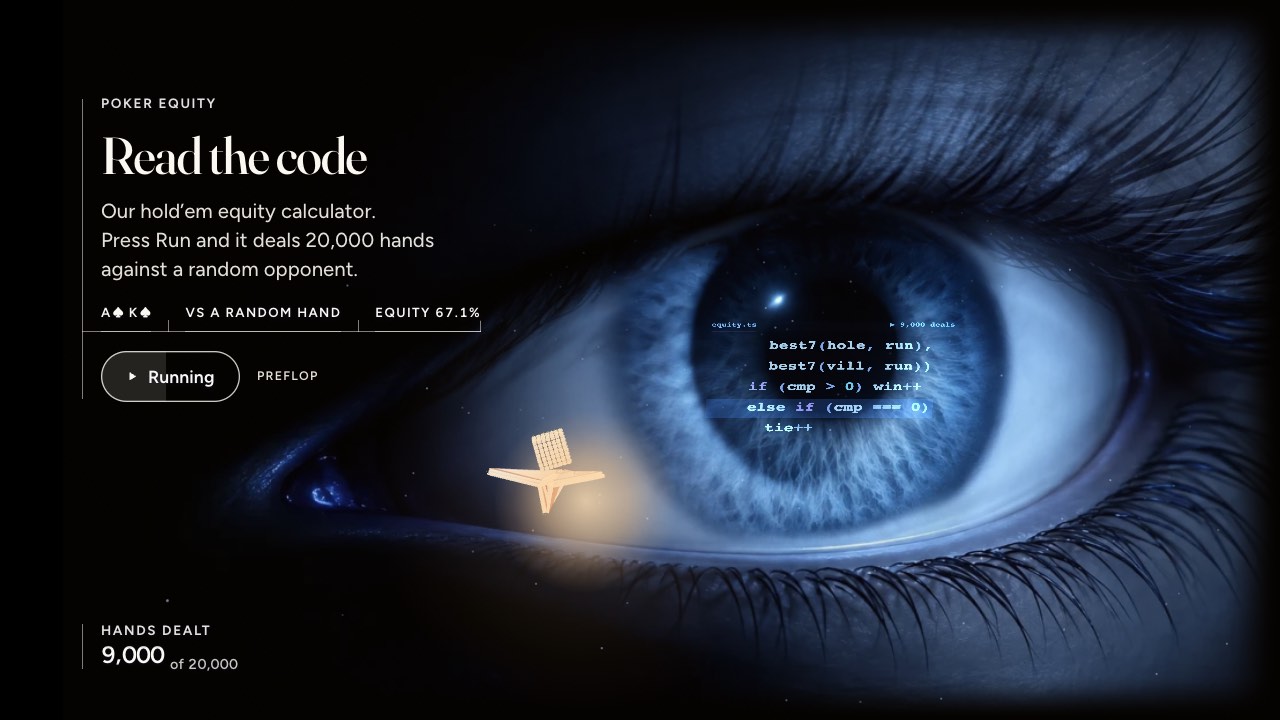 POKER EQUITY
Read the code
Our hold’em equity calculator.
Press Run and it deals 20,000 hands
against a random opponent.
A♠ K♠ VS A RANDOM HAND EQUITY 67.1%
▶ Running PREFLOP
equity.ts ▶ 9,000 deals
best7(hole, run),
best7(vill, run))
if (cmp > 0) win++
else if (cmp === 0)
tie++
HANDS DEALT
9,000 of 20,000